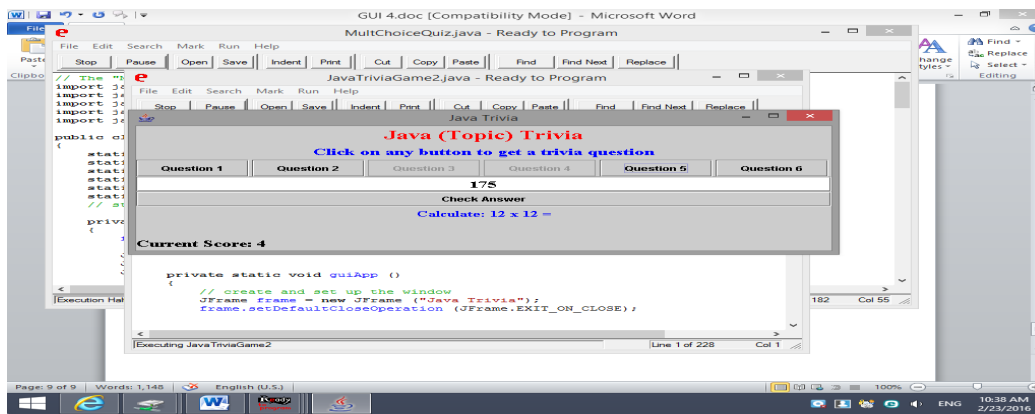 GUI 4.doc [Compatibility Mode] - Microsoft Word
File
MultChoiceQuiz.java - Ready to Program
File Edit Search Mark Run Help
Paste
Stop Pause Open Save Indent Print Cut Copy Paste Find Find Next Replace
Find
Replace
Select
Editing
// The
import
import
import
import
public
JavaTriviaGame2.java - Ready to Program
File Edit Search Mark Run Help
Stop Pause Open Save Indent Print Cut Copy Paste Find Find Next Replace
Java Trivia
Java (Topic) Trivia
Click on any button to get a trivia question
Question 1 Question 2 Question 3 Question 4 Question 5 Question 6
175
Check Answer
Calculate: 12 x 12 =
Current Score: 4
private static void guiApp ()
{
// create and set up the window
JFrame frame = new JFrame ("Java Trivia");
frame.setDefaultCloseOperation (JFrame.EXIT_ON_CLOSE);
182 Col 55
Executing JavaTriviaGame2 Line 1 of 228 Col 1
Page: 9 of 9 Words: 1,148 English (U.S.) 100%
ENG 10:38 AM
2/23/2016